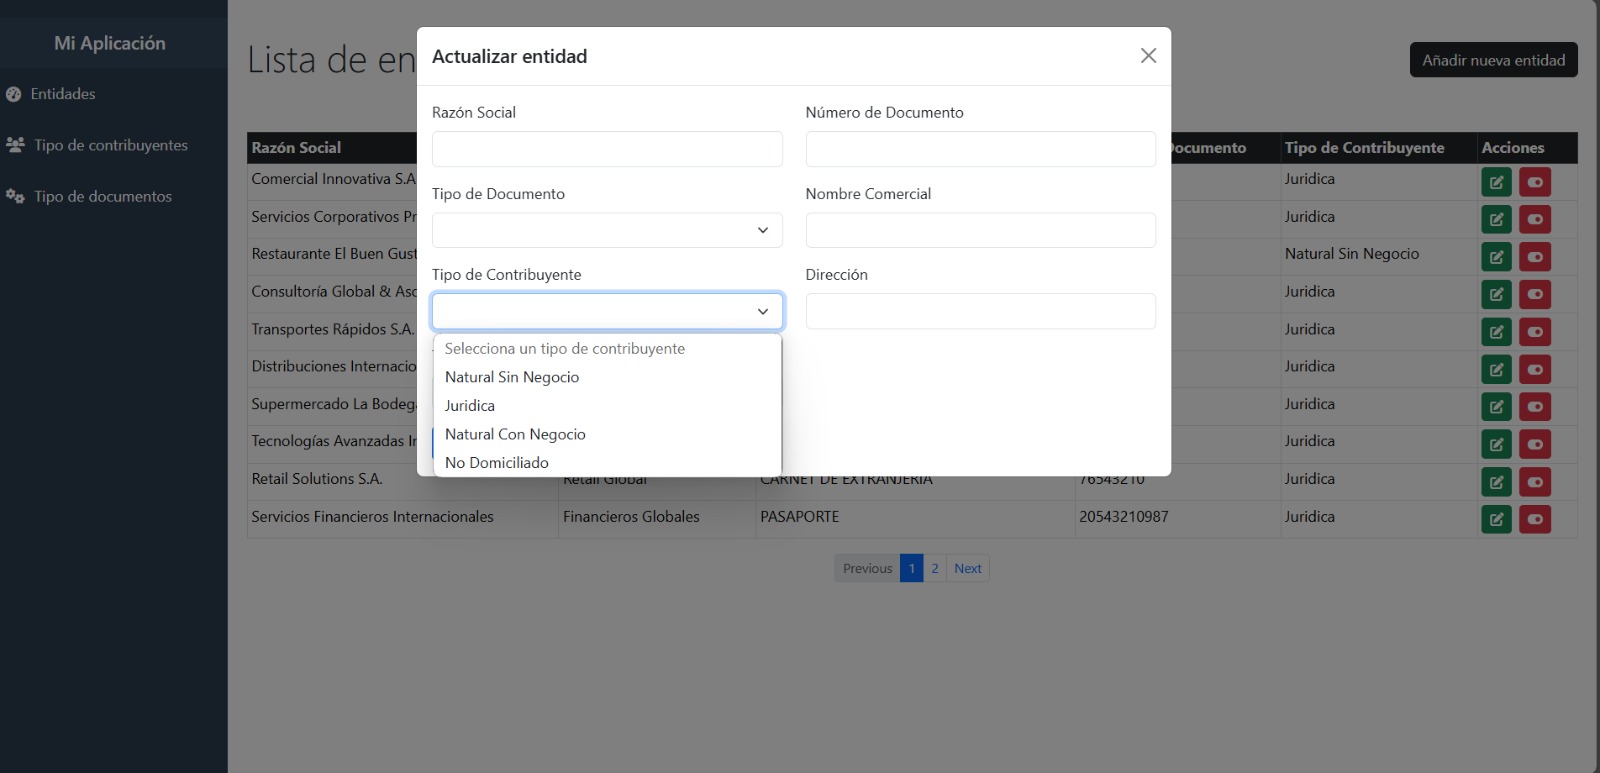 Mi Aplicación
Entidades
Tipo de contribuyentes
Tipo de documentos
Lista de en
Añadir nueva entidad
Actualizar entidad
Razón Social
Número de Documento
Tipo de Documento
Nombre Comercial
Tipo de Contribuyente
Dirección
Selecciona un tipo de contribuyente
Natural Sin Negocio
Juridica
Natural Con Negocio
No Domiciliado
Razón Social Documento Tipo de Contribuyente Acciones
Comercial Innovativa S.A Juridica
Servicios Corporativos Pr Juridica
Restaurante El Buen Gust Natural Sin Negocio
Consultoría Global & Aso Juridica
Transportes Rápidos S.A. Juridica
Distribuciones Internacio Juridica
Supermercado La Bodega Juridica
Tecnologías Avanzadas In Juridica
Retail Solutions S.A. Retail Global CARNET DE EXTRANJERIA 76543210 Juridica
Servicios Financieros Internacionales Financieros Globales PASAPORTE 20543210987 Juridica
Previous 1 2 Next